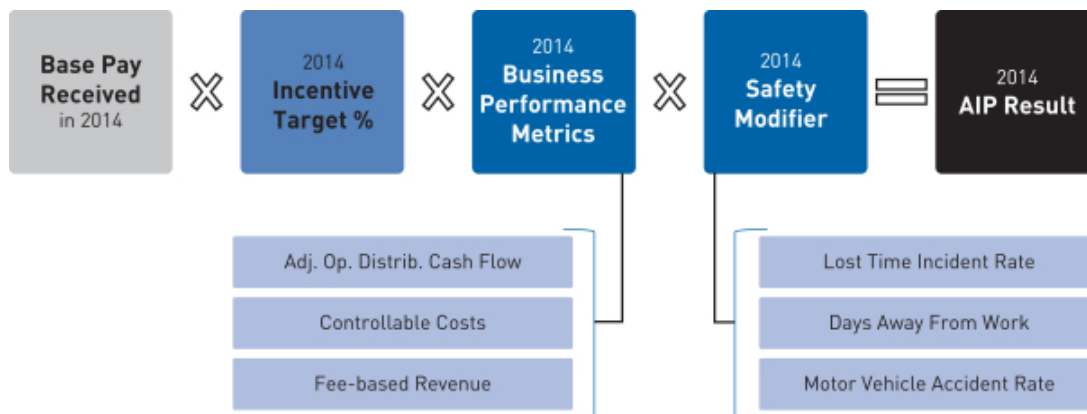 Base Pay
Received
in 2014
2014
Incentive
Target %
2014
Business
Performance
Metrics
2014
Safety
Modifier
2014
AIP Result
Adj. Op. Distrib. Cash Flow
Controllable Costs
Fee-based Revenue
Lost Time Incident Rate
Days Away From Work
Motor Vehicle Accident Rate